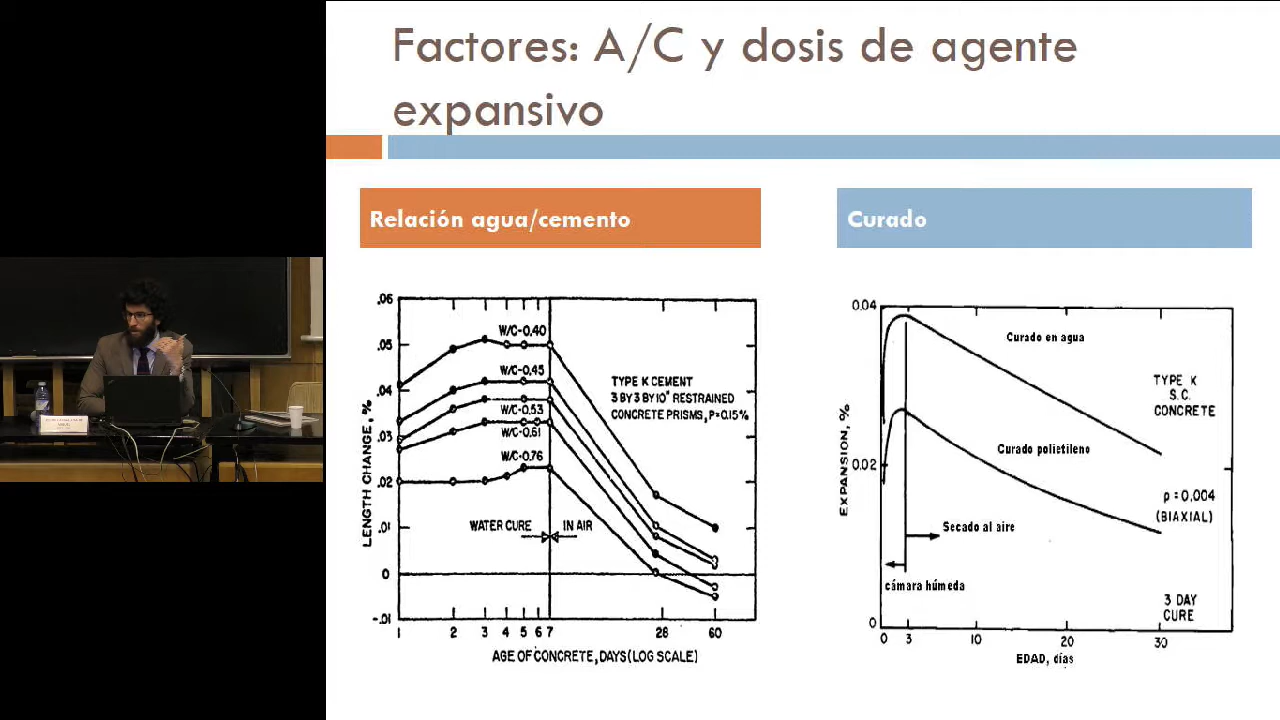 Factores: A/C y dosis de agente
expansivo
Relación agua/cemento
Curado
.06
.05
.04
.03
.02
.01
0
-.01
LENGTH CHANGE, %
W/C-0.40
W/C-0.45
W/C-0.53
W/C-0.61
W/C-0.76
TYPE K CEMENT
3 BY 3 BY 10" RESTRAINED
CONCRETE PRISMS, P=0.15%
WATER CURE
IN AIR
1 2 3 4 5 6 7 28 60
AGE OF CONCRETE, DAYS (LOG SCALE)
0.04
0.02
0
EXPANSION, %
Curado en agua
TYPE K
S.C.
CONCRETE
Curado polietileno
ρ = 0,004
(BIAXIAL)
Secado al aire
cámara húmeda
3 DAY
CURE
0 3 10 20 30
EDAD, días